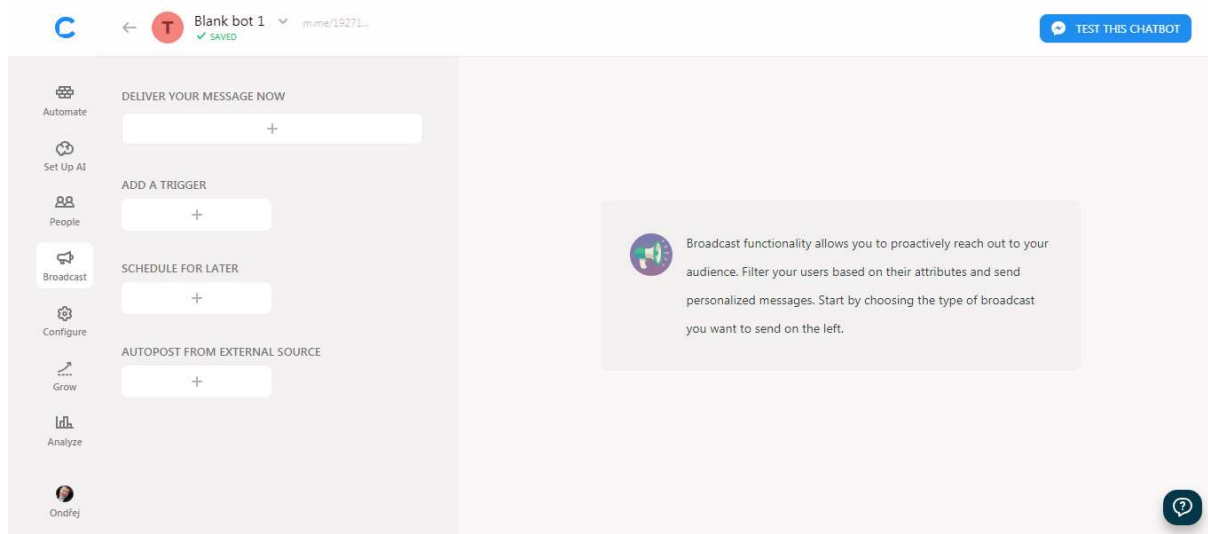 Blank bot 1
m.me/19271...
SAVED
T
TEST THIS CHATBOT
Automate
Set Up AI
People
Broadcast
Configure
Grow
Analyze
Ondřej
DELIVER YOUR MESSAGE NOW
+
ADD A TRIGGER
+
SCHEDULE FOR LATER
+
AUTOPOST FROM EXTERNAL SOURCE
+
Broadcast functionality allows you to proactively reach out to your
audience. Filter your users based on their attributes and send
personalized messages. Start by choosing the type of broadcast
you want to send on the left.
?